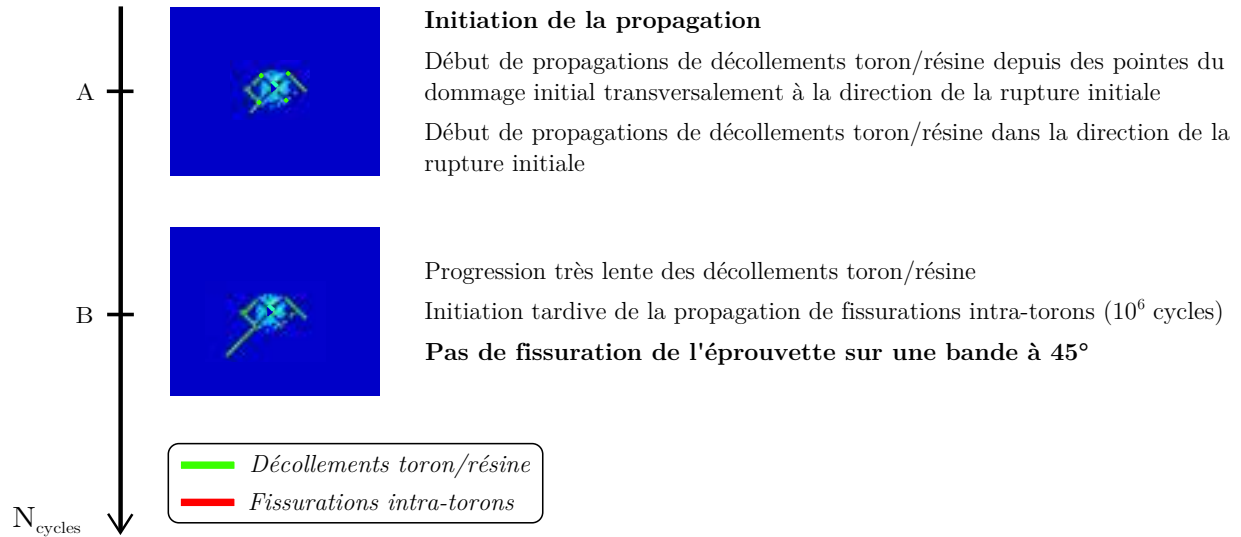 Initiation de la propagation
A
Début de propagations de décollements toron/résine depuis des pointes du
dommage initial transversalement à la direction de la rupture initiale
Début de propagations de décollements toron/résine dans la direction de la
rupture initiale
B
Progression très lente des décollements toron/résine
Initiation tardive de la propagation de fissurations intra-torons (10⁶ cycles)
Pas de fissuration de l'éprouvette sur une bande à 45°
Décollements toron/résine
Fissurations intra-torons
Ncycles